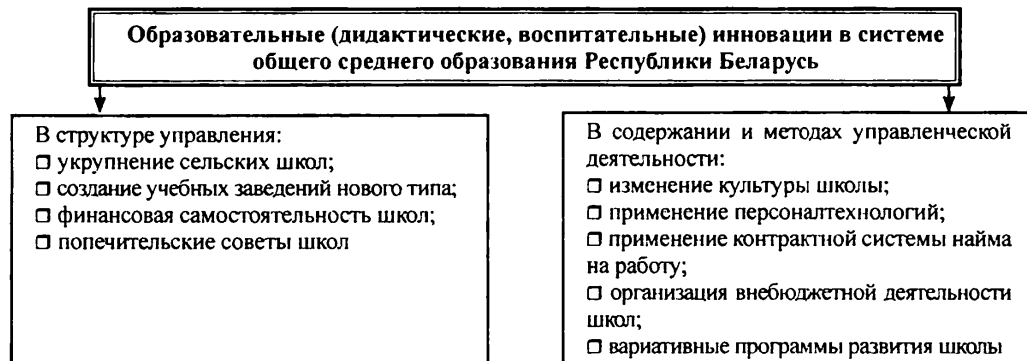 Образовательные (дидактические, воспитательные) инновации в системе
общего среднего образования Республики Беларусь
В структуре управления:
❒ укрупнение сельских школ;
❒ создание учебных заведений нового типа;
❒ финансовая самостоятельность школ;
❒ попечительские советы школ
В содержании и методах управленческой
деятельности:
❒ изменение культуры школы;
❒ применение персоналтехнологий;
❒ применение контрактной системы найма
на работу;
❒ организация внебюджетной деятельности
школ;
❒ вариативные программы развития школы